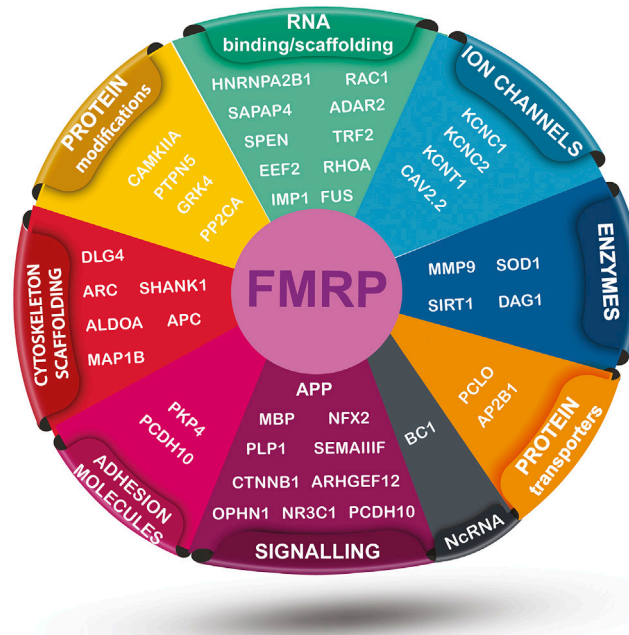 RNA
binding/scaffolding
HNRNPA2B1 RAC1
SAPAP4 ADAR2
SPEN TRF2
EEF2 RHOA
IMP1 FUS
ION CHANNELS
KCNC1
KCNC2
KCNT1
CAV2.2
ENZYMES
MMP9 SOD1
SIRT1 DAG1
PROTEIN
transporters
PCLO
AP2B1
NcRNA
BC1
SIGNALLING
APP
MBP NFX2
PLP1 SEMAIIIF
CTNNB1 ARHGEF12
OPHN1 NR3C1 PCDH10
ADHESION
MOLECULES
PKP4
PCDH10
CYTOSKELETON
SCAFFOLDING
DLG4
ARC SHANK1
ALDOA APC
MAP1B
PROTEIN
modifications
CAMKIIA
PTPN5
GRK4
PP2CA
FMRP